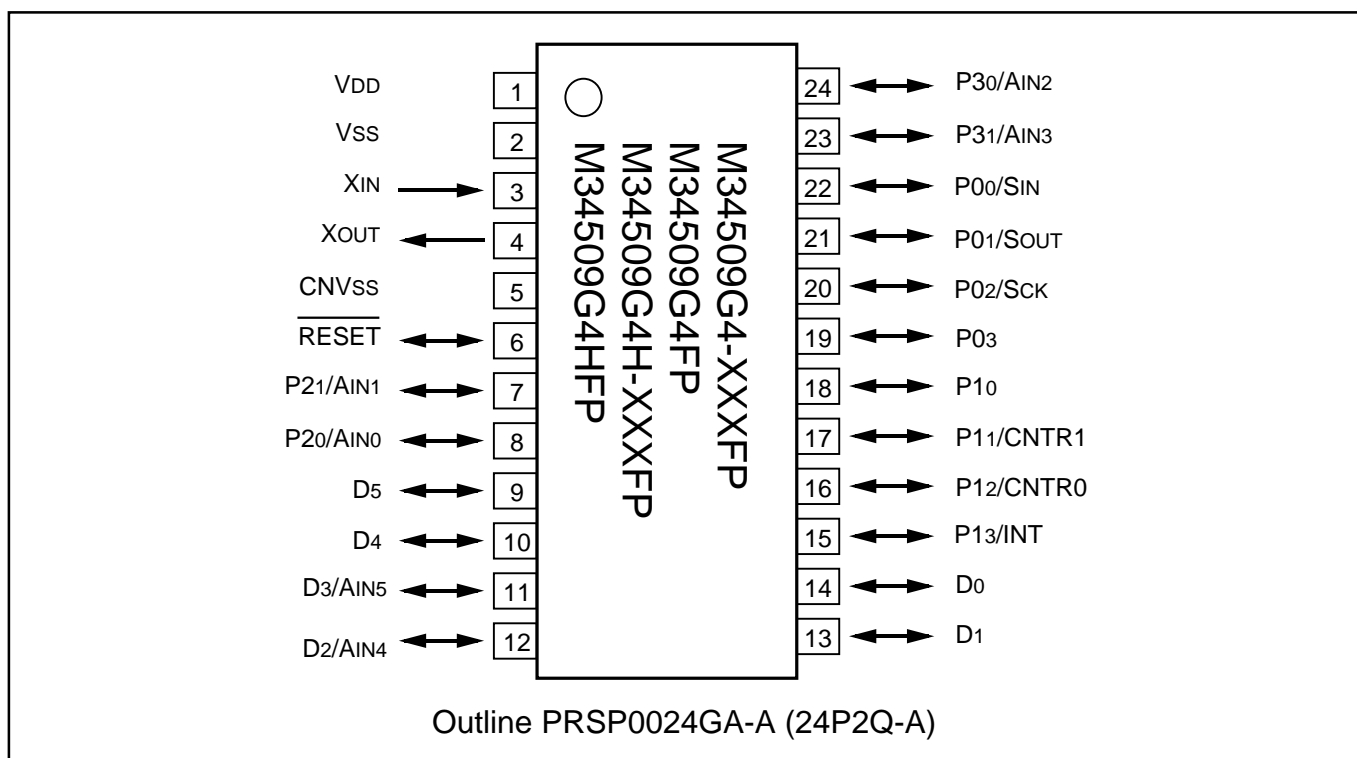 VDD 1
VSS 2
XIN 3
XOUT 4
CNVSS 5
RESET 6
P21/AIN1 7
P20/AIN0 8
D5 9
D4 10
D3/AIN5 11
D2/AIN4 12
M34509G4-XXXFP
M34509G4FP
M34509G4H-XXXFP
M34509G4HFP
24 P30/AIN2
23 P31/AIN3
22 P00/SIN
21 P01/SOUT
20 P02/SCK
19 P03
18 P10
17 P11/CNTR1
16 P12/CNTR0
15 P13/INT
14 D0
13 D1
Outline PRSP0024GA-A (24P2Q-A)